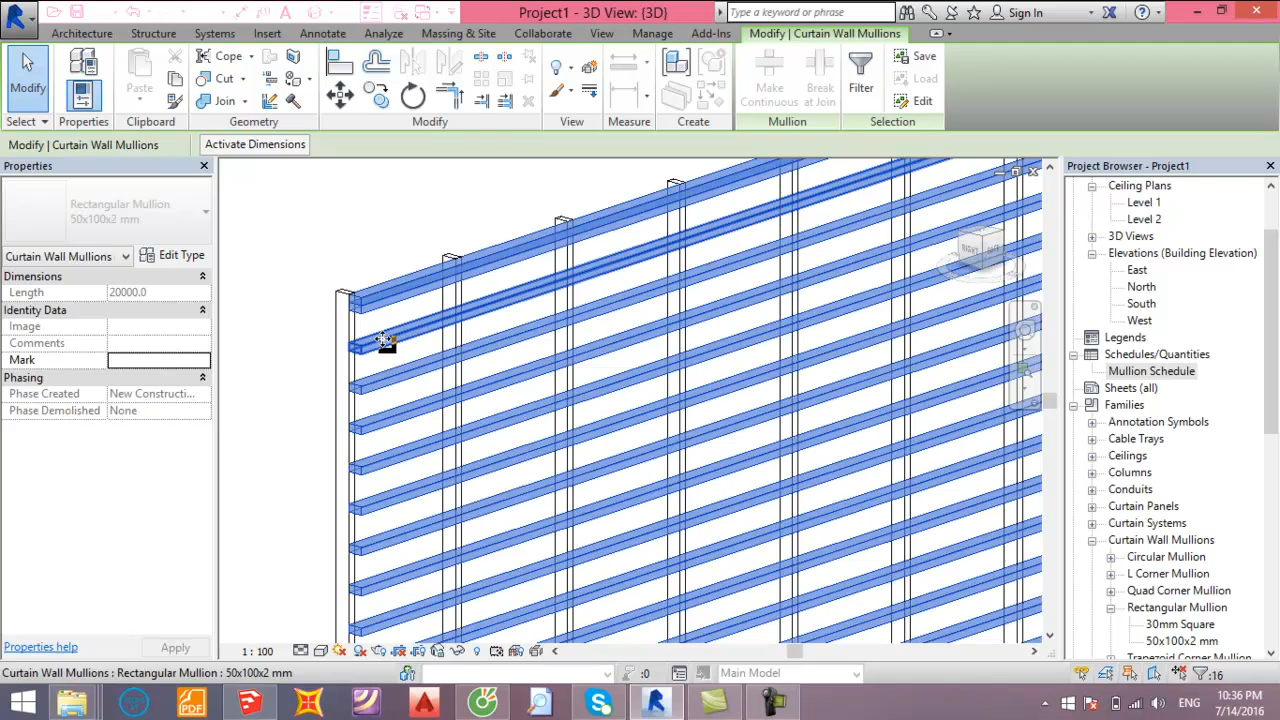 Project1 - 3D View: {3D}
Type a keyword or phrase
Sign In
Architecture
Structure
Systems
Insert
Annotate
Analyze
Massing & Site
Collaborate
View
Manage
Add-Ins
Modify | Curtain Wall Mullions
Modify
Paste
Cope
Cut
Join
Make
Continuous
Break
at Join
Filter
Save
Load
Edit
Select
Properties
Clipboard
Geometry
Modify
View
Measure
Create
Mullion
Selection
Modify | Curtain Wall Mullions
Activate Dimensions
Properties
Rectangular Mullion
50x100x2 mm
Curtain Wall Mullions
Edit Type
Dimensions
Length
20000.0
Identity Data
Image
Comments
Mark
Phasing
Phase Created
New Constructi...
Phase Demolished
None
Properties help
Apply
RIGHT
Project Browser - Project1
Ceiling Plans
Level 1
Level 2
3D Views
Elevations (Building Elevation)
East
North
South
West
Legends
Schedules/Quantities
Mullion Schedule
Sheets (all)
Families
Annotation Symbols
Cable Trays
Ceilings
Columns
Conduits
Curtain Panels
Curtain Systems
Curtain Wall Mullions
Circular Mullion
L Corner Mullion
Quad Corner Mullion
Rectangular Mullion
30mm Square
50x100x2 mm
Trapezoid Corner Mullion
1 : 100
Curtain Wall Mullions : Rectangular Mullion : 50x100x2 mm
:0
Main Model
:16
PDF
ENG
10:36 PM
7/14/2016